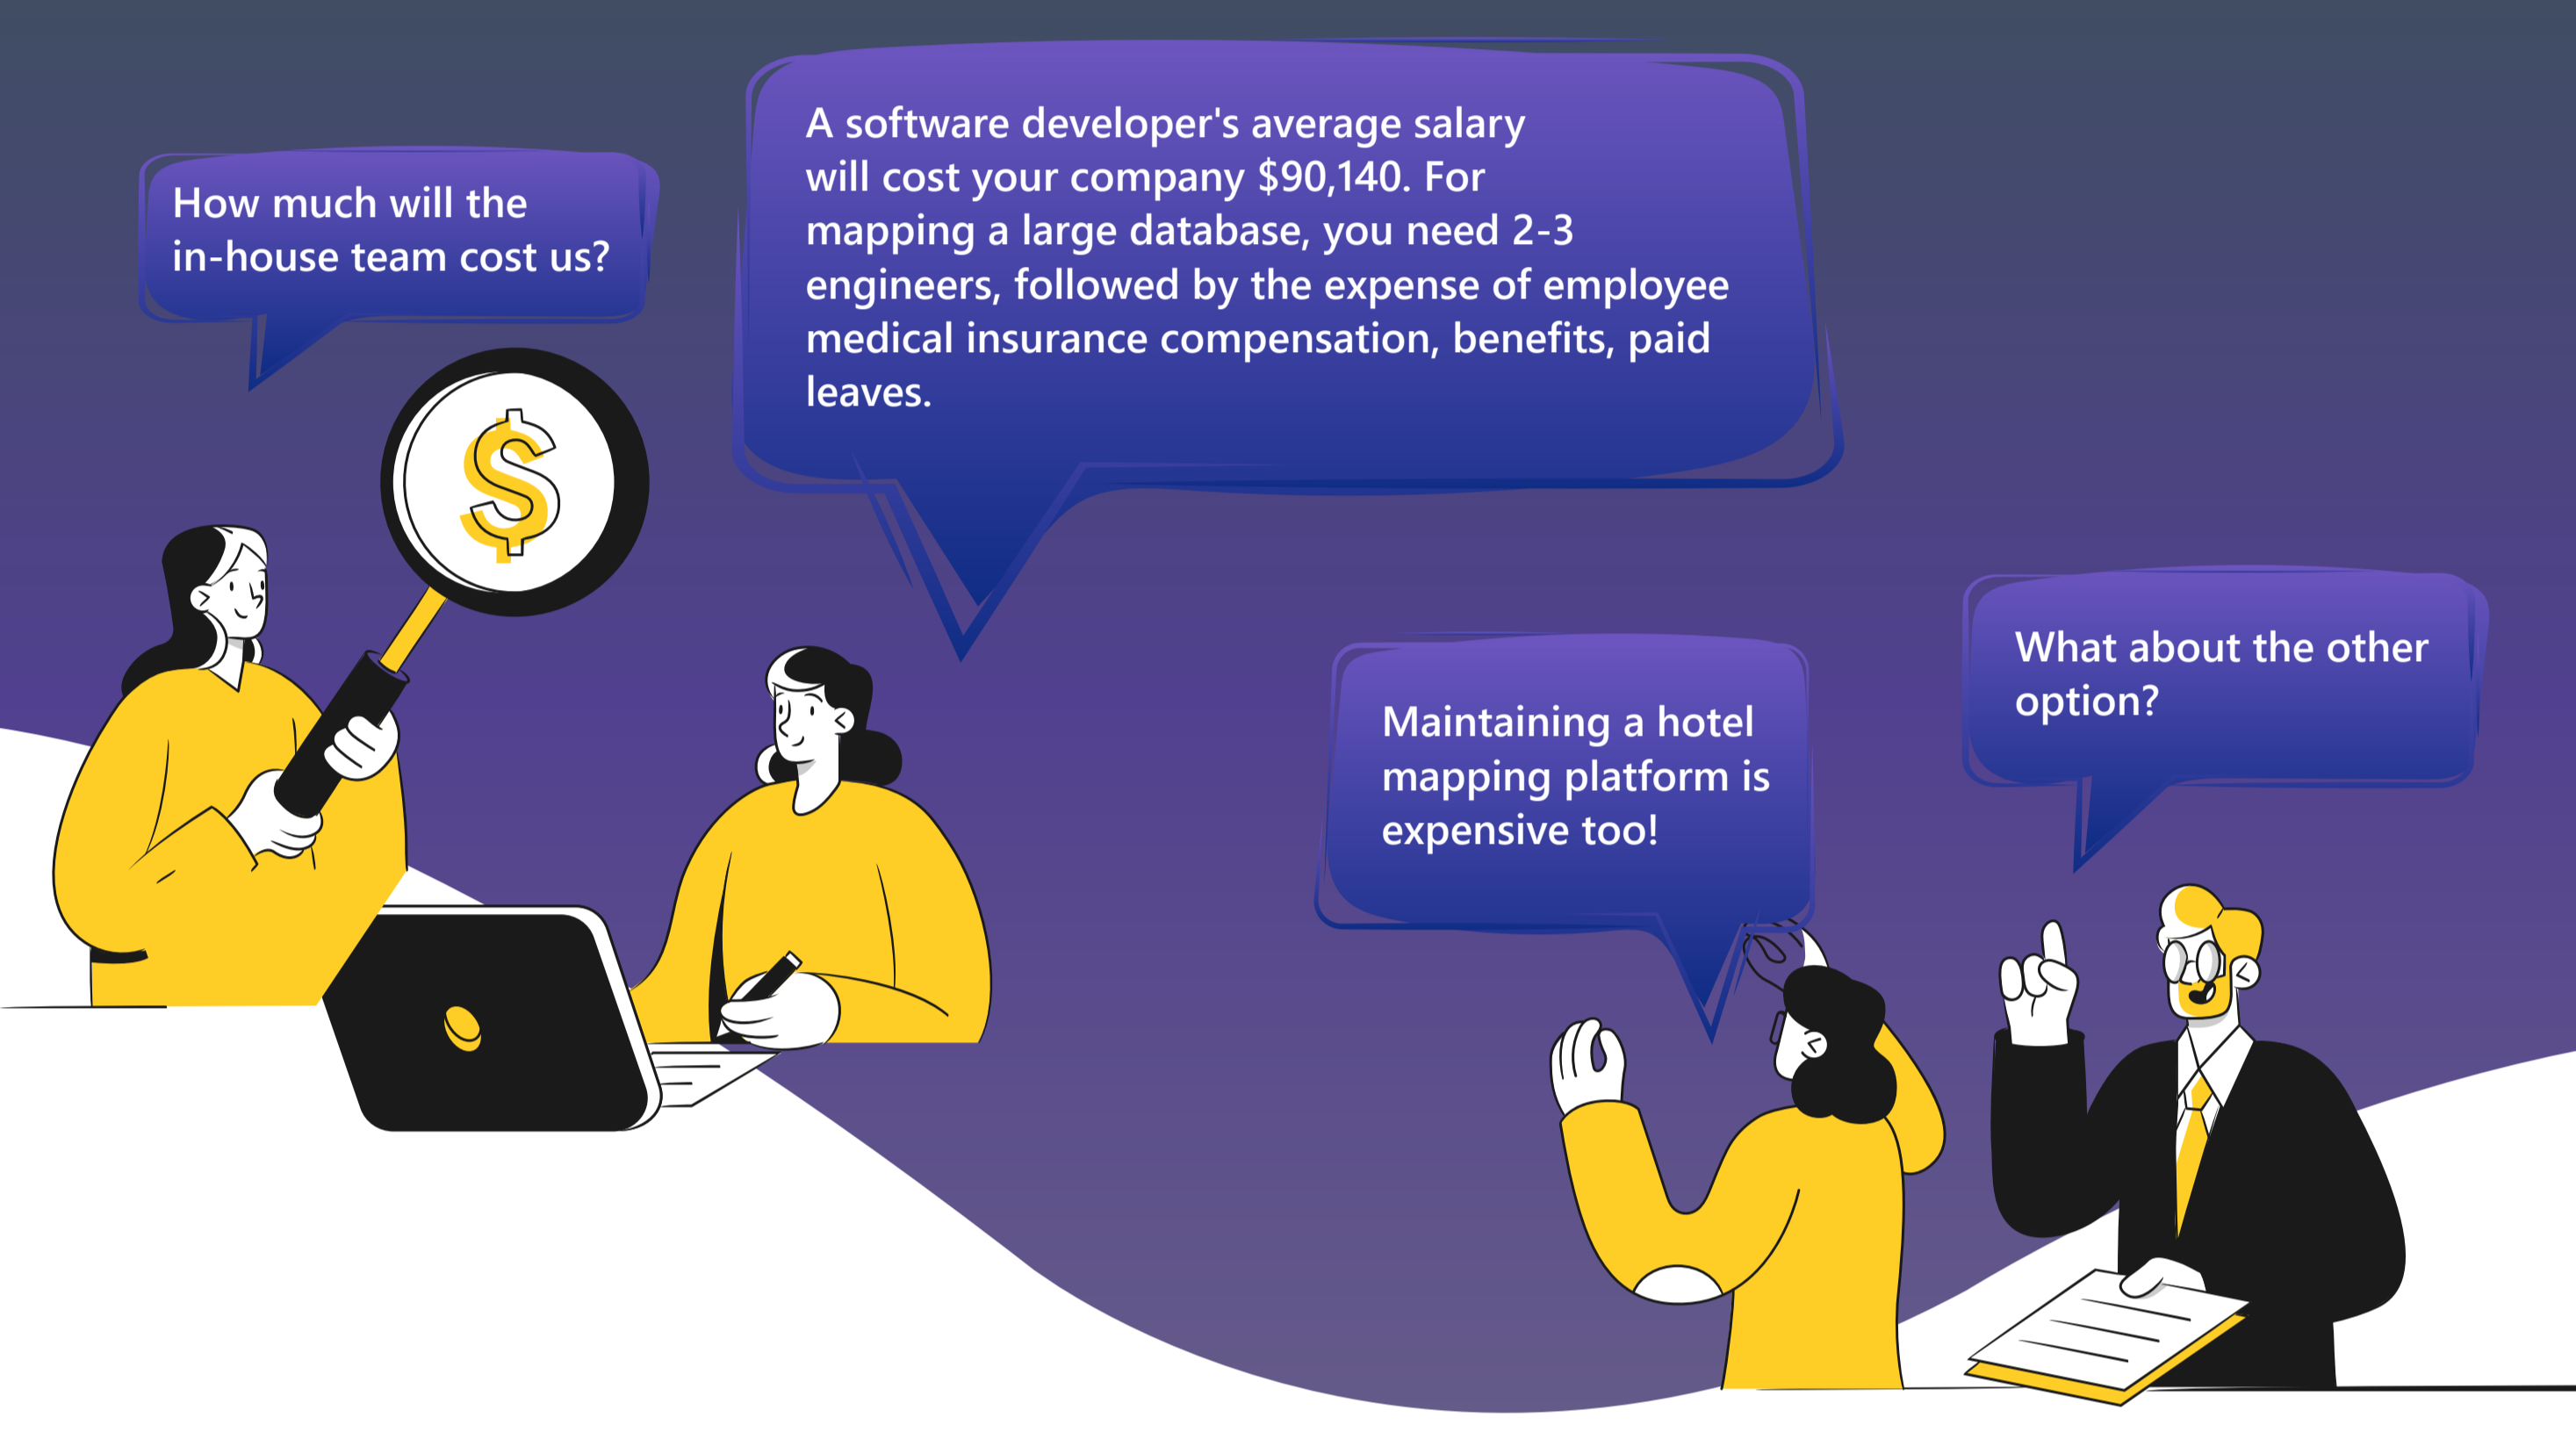 How much will the
in-house team cost us?
A software developer's average salary
will cost your company $90,140. For
mapping a large database, you need 2-3
engineers, followed by the expense of employee
medical insurance compensation, benefits, paid
leaves.
Maintaining a hotel
mapping platform is
expensive too!
What about the other
option?